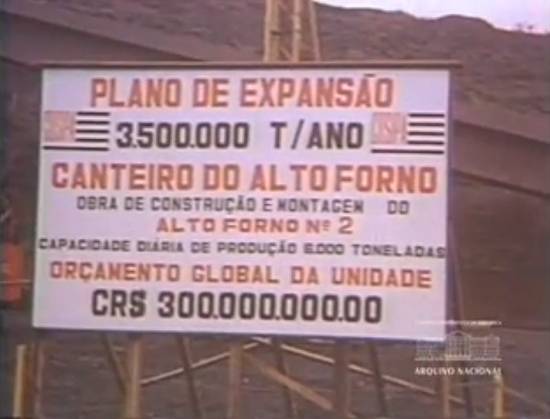 PLANO DE EXPANSÃO
3.500.000 T/ANO
CANTEIRO DO ALTO FORNO
OBRA DE CONSTRUÇÃO E MONTAGEM DO
ALTO FORNO Nº 2
CAPACIDADE DIÁRIA DE PRODUÇÃO 6.000 TONELADAS
ORÇAMENTO GLOBAL DA UNIDADE
CR$ 300.000.000.00
ARQUIVO NACIONAL